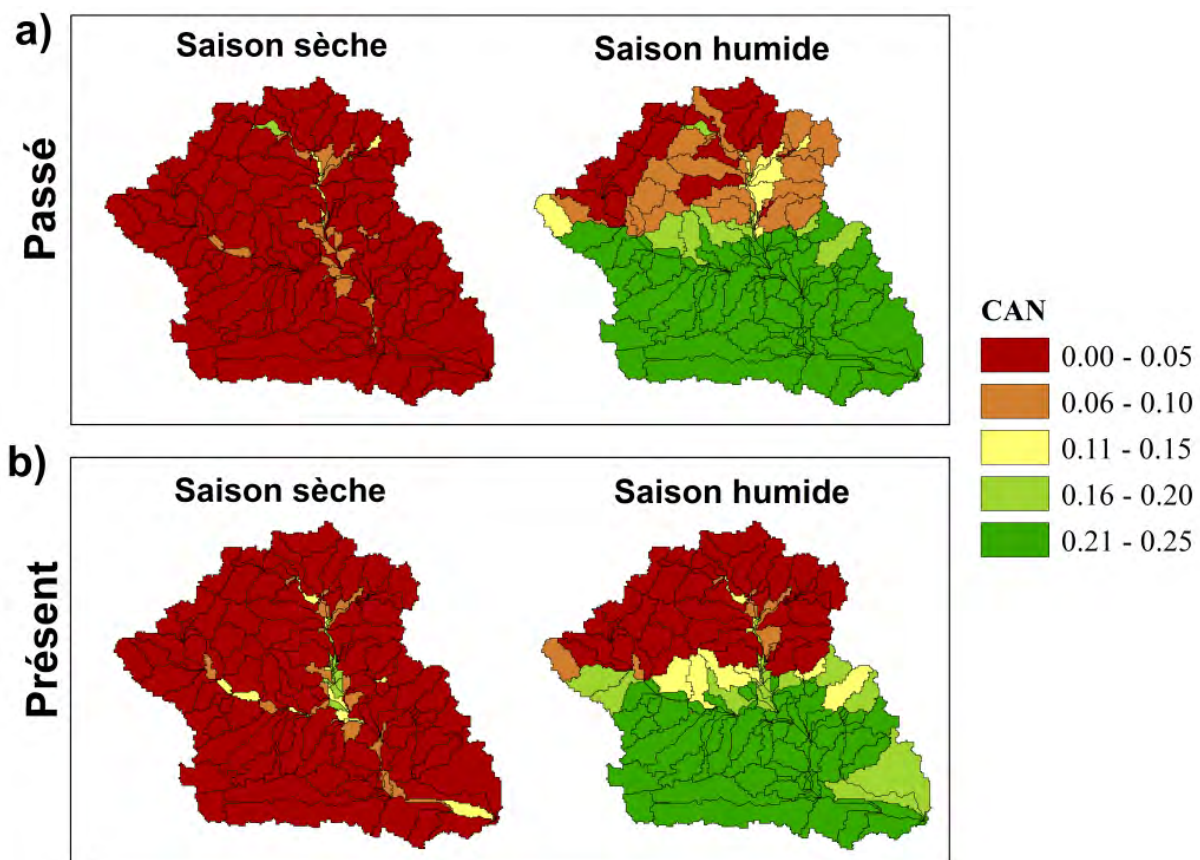 a)
Saison sèche
Saison humide
Passé
CAN
0.00 - 0.05
0.06 - 0.10
0.11 - 0.15
0.16 - 0.20
0.21 - 0.25
b)
Saison sèche
Saison humide
Présent